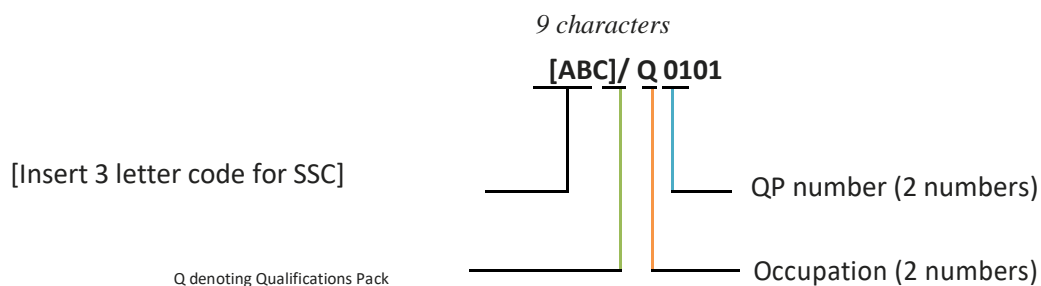 9 characters
[ABC]/ Q 0101
[Insert 3 letter code for SSC]
QP number (2 numbers)
Q denoting Qualifications Pack
Occupation (2 numbers)